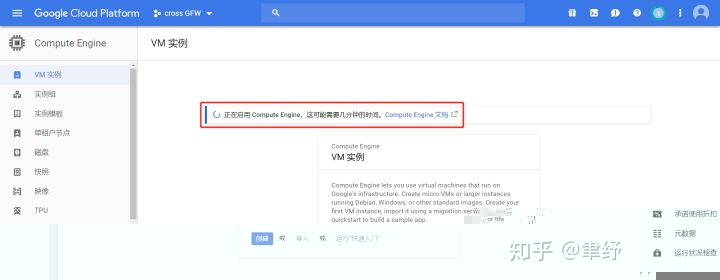 Google Cloud Platform
cross GFW
1
Compute Engine
VM 实例
VM 实例
实例组
实例模板
单租户节点
磁盘
快照
映像
TPU
正在启用 Compute Engine，这可能需要几分钟的时间。Compute Engine 文档
Compute Engine
VM 实例
Compute Engine lets you use virtual machines that run on
Google's infrastructure. Create micro-VMs or larger instances
running Debian, Windows, or other standard images. Create your
first VM instance, import it using a migration
quickstart to build a sample app.
创建 或 导入 或 运行"快速入门"
承诺使用折扣
元数据
运行状况检查
知乎 @聿纾